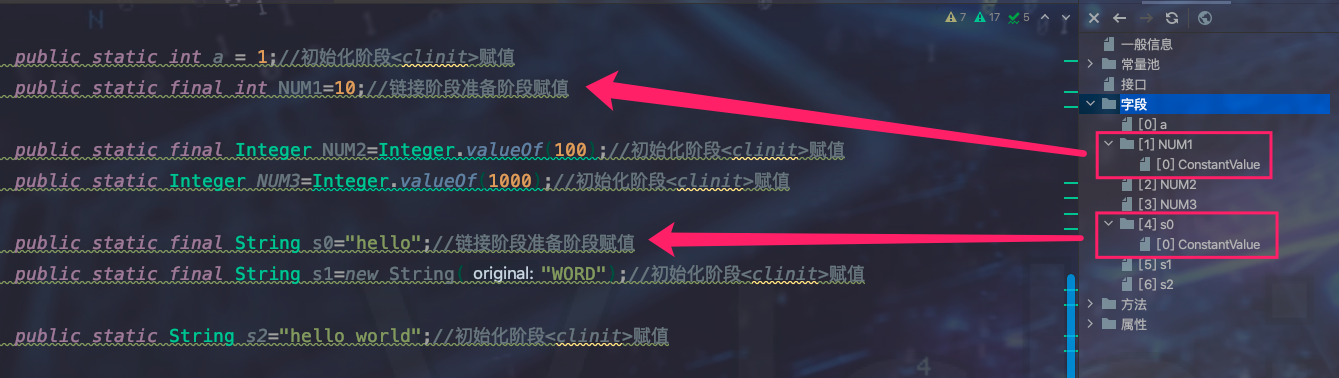 7 17 5
public static int a = 1;//初始化阶段<clinit>赋值
public static final int NUM1=10;//链接阶段准备阶段赋值
public static final Integer NUM2=Integer.valueOf(100);//初始化阶段<clinit>赋值
public static Integer NUM3=Integer.valueOf(1000);//初始化阶段<clinit>赋值
public static final String s0="hello";//链接阶段准备阶段赋值
public static final String s1=new String( original: "WORD");//初始化阶段<clinit>赋值
public static String s2="hello world";//初始化阶段<clinit>赋值
一般信息
常量池
接口
字段
[0] a
[1] NUM1
[0] ConstantValue
[2] NUM2
[3] NUM3
[4] s0
[0] ConstantValue
[5] s1
[6] s2
方法
属性